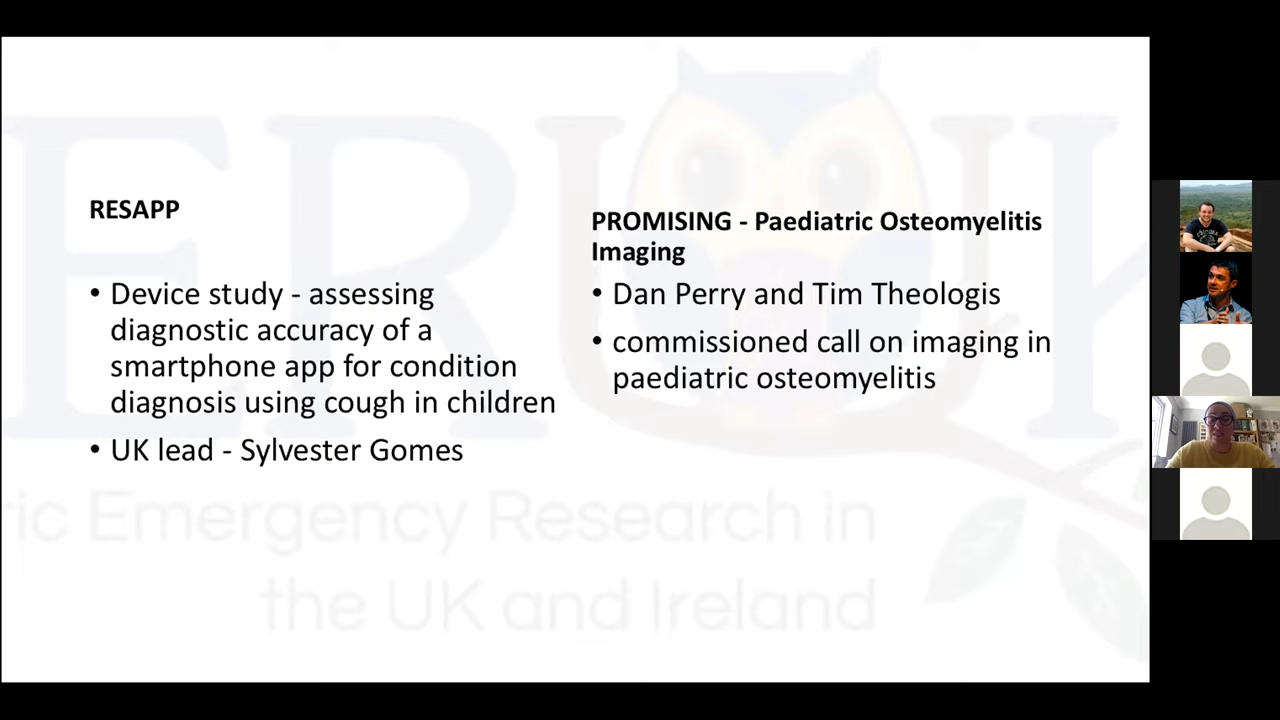 RESAPP
• Device study - assessing
diagnostic accuracy of a
smartphone app for condition
diagnosis using cough in children
• UK lead - Sylvester Gomes
PROMISING - Paediatric Osteomyelitis
Imaging
• Dan Perry and Tim Theologis
• commissioned call on imaging in
paediatric osteomyelitis
ERUK
ric Emergency Research in
the UK and Ireland